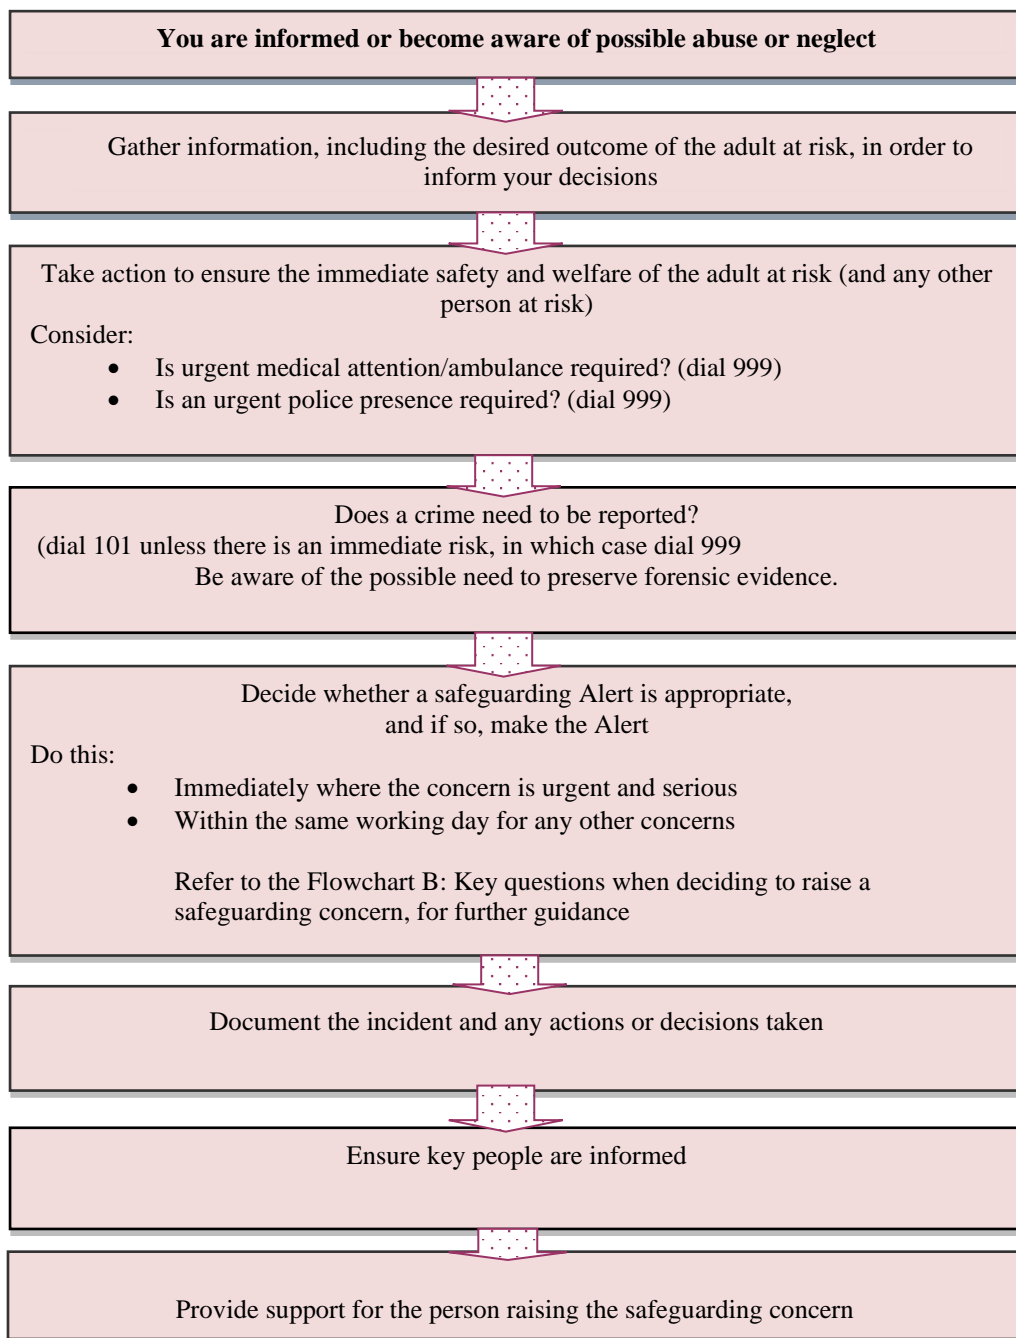 You are informed or become aware of possible abuse or neglect
Gather information, including the desired outcome of the adult at risk, in order to
inform your decisions
Take action to ensure the immediate safety and welfare of the adult at risk (and any other
person at risk)
Consider:
• Is urgent medical attention/ambulance required? (dial 999)
• Is an urgent police presence required? (dial 999)
Does a crime need to be reported?
(dial 101 unless there is an immediate risk, in which case dial 999
Be aware of the possible need to preserve forensic evidence.
Decide whether a safeguarding Alert is appropriate,
and if so, make the Alert
Do this:
• Immediately where the concern is urgent and serious
• Within the same working day for any other concerns
Refer to the Flowchart B: Key questions when deciding to raise a
safeguarding concern, for further guidance
Document the incident and any actions or decisions taken
Ensure key people are informed
Provide support for the person raising the safeguarding concern